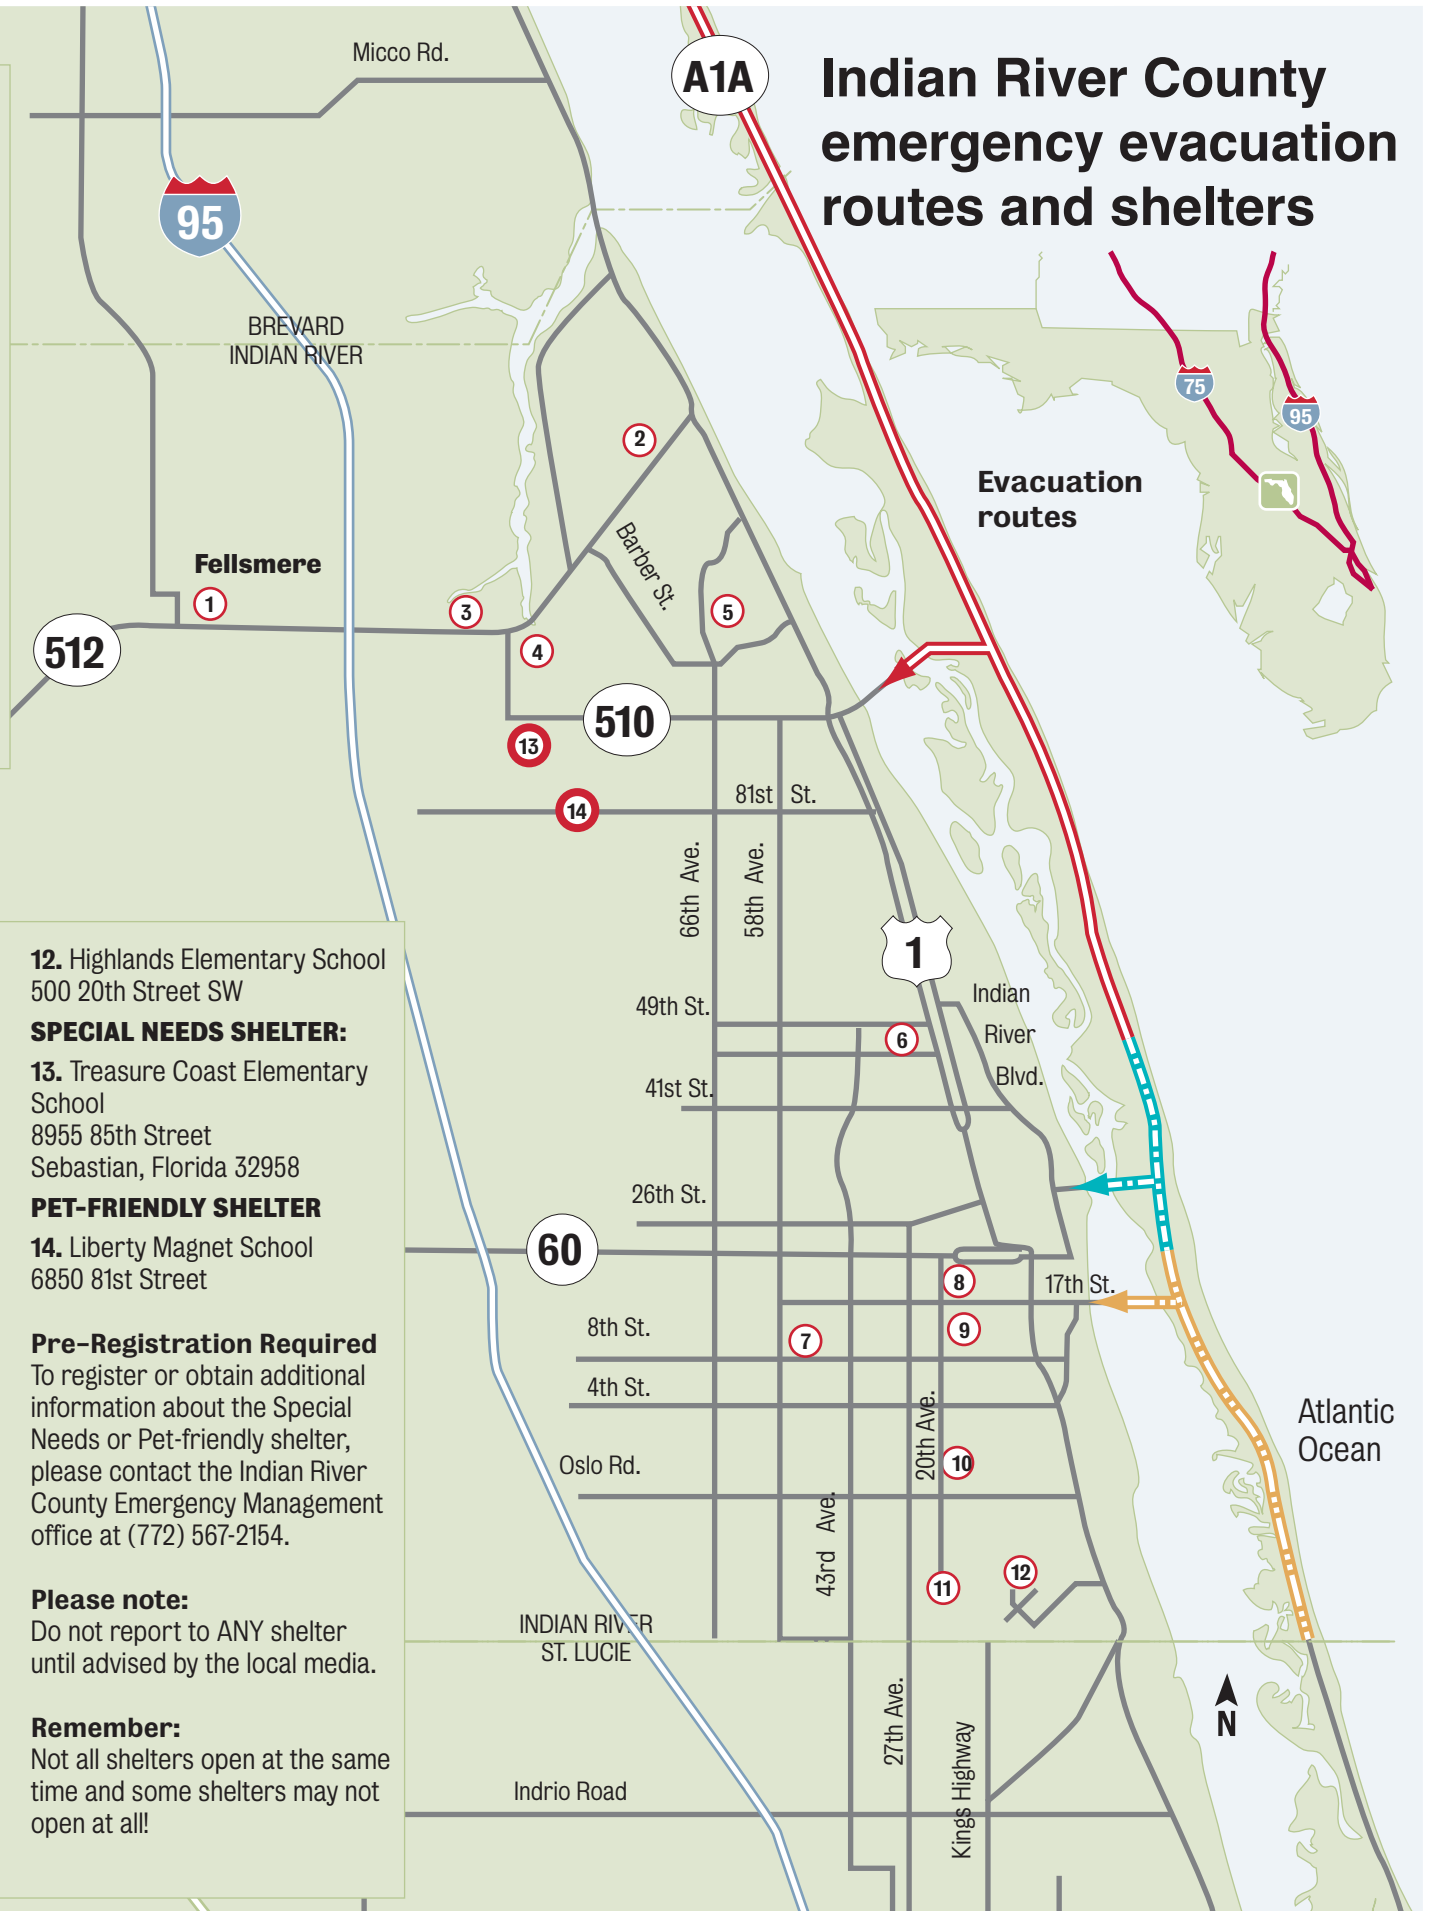 Indian River County
emergency evacuation
routes and shelters
Micco Rd.
A1A
95
BREVARD
INDIAN RIVER
75
95
2
Evacuation
routes
Barber St.
Fellsmere
1
3
5
512
4
510
13
14
81st St.
66th Ave.
58th Ave.
1
12. Highlands Elementary School
500 20th Street SW
SPECIAL NEEDS SHELTER:
13. Treasure Coast Elementary
School
8955 85th Street
Sebastian, Florida 32958
PET-FRIENDLY SHELTER
14. Liberty Magnet School
6850 81st Street
Pre-Registration Required
To register or obtain additional
information about the Special
Needs or Pet-friendly shelter,
please contact the Indian River
County Emergency Management
office at (772) 567-2154.
Please note:
Do not report to ANY shelter
until advised by the local media.
Remember:
Not all shelters open at the same
time and some shelters may not
open at all!
49th St.
6
Indian
River
Blvd.
41st St.
26th St.
60
8
17th St.
8th St.
7
9
4th St.
20th Ave.
Atlantic
Ocean
Oslo Rd.
10
43rd Ave.
11
12
INDIAN RIVER
ST. LUCIE
27th Ave.
N
Kings Highway
Indrio Road